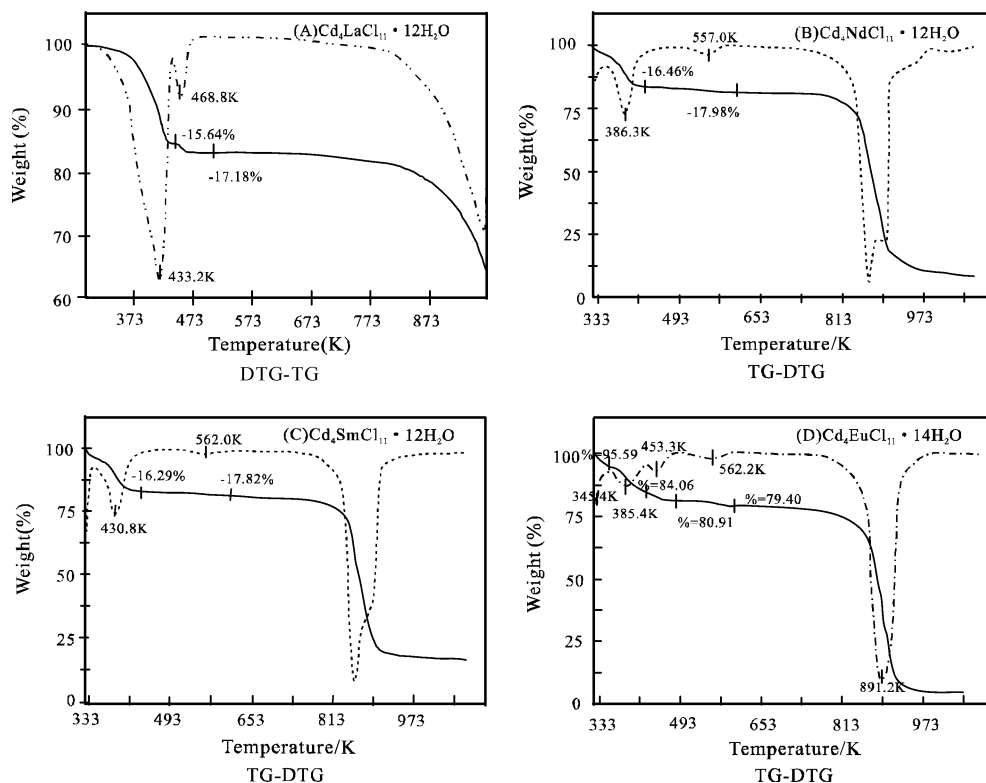 (A)Cd₄LaCl₁₁ • 12H₂O
100
90
80
70
60
Weight (%)
468.8K
-15.64%
-17.18%
433.2K
373 473 573 673 773 873
Temperature(K)
DTG-TG
(B)Cd₄NdCl₁₁ • 12H₂O
100
75
50
25
0
Weight (%)
557.0K
-16.46%
-17.98%
386.3K
333 493 653 813 973
Temperature/K
TG-DTG
(C)Cd₄SmCl₁₁ • 12H₂O
100
75
50
25
0
Weight(%)
562.0K
-16.29%
-17.82%
430.8K
333 493 653 813 973
Temperature/K
TG-DTG
(D)Cd₄EuCl₁₁ • 14H₂O
100
75
50
25
0
Weight (%)
%=95.59
453.3K
562.2K
345.4K
%=84.06
385.4K
%=80.91
%=79.40
891.2K
333 493 653 813 973
Temperature/K
TG-DTG